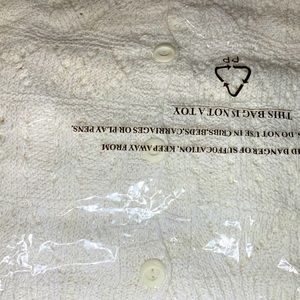 DANGER OF SUFFOCATION, KEEP AWAY FROM
DO NOT USE IN CRIBS,BEDS,CARRIAGES OR PLAY PENS.
THIS BAG IS NOT A TOY
PP